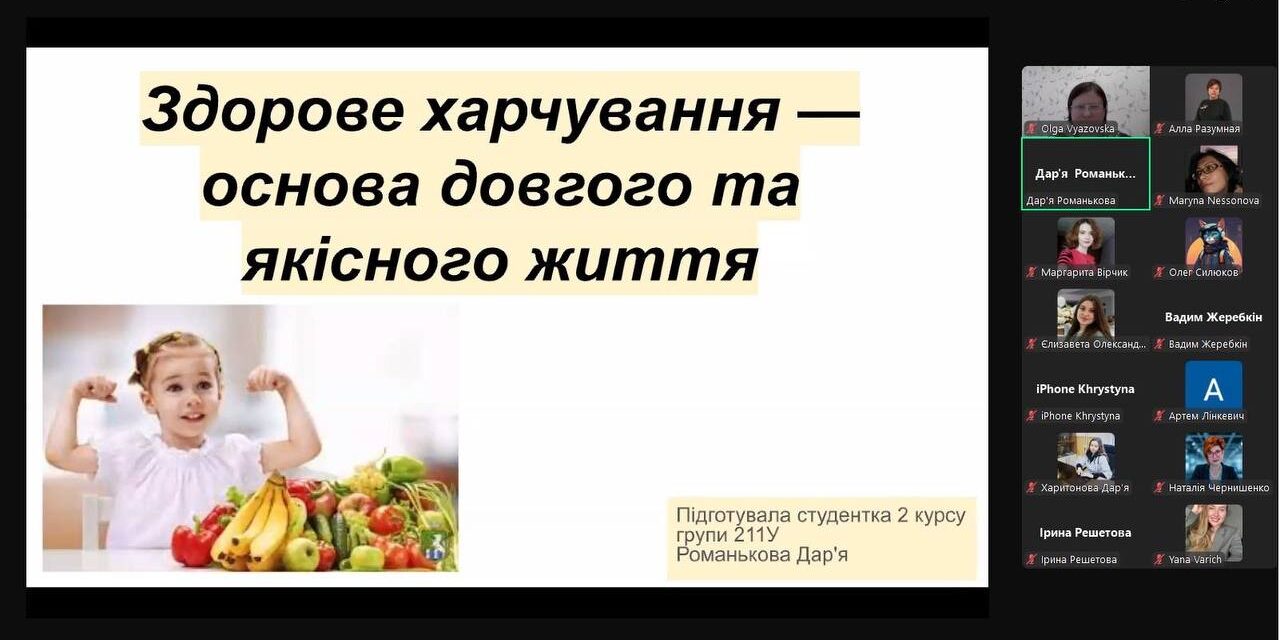 Здорове харчування —
основа довгого та
якісного життя
Підготувала студентка 2 курсу
групи 211У
Романькова Дар'я
Olga Vyazovska
Алла Разумная
Дар'я Романьк...
Дар'я Романькова
Maryna Nessonova
Маргарита Вірчик
Олег Силюков
Єлизавета Олександ...
Вадим Жеребкін
Вадим Жеребкін
iPhone Khrystyna
iPhone Khrystyna
A
Артем Лінкевич
Харитонова Дар'я
Наталія Чернишенко
Ірина Решетова
Ірина Решетова
Yana Varich